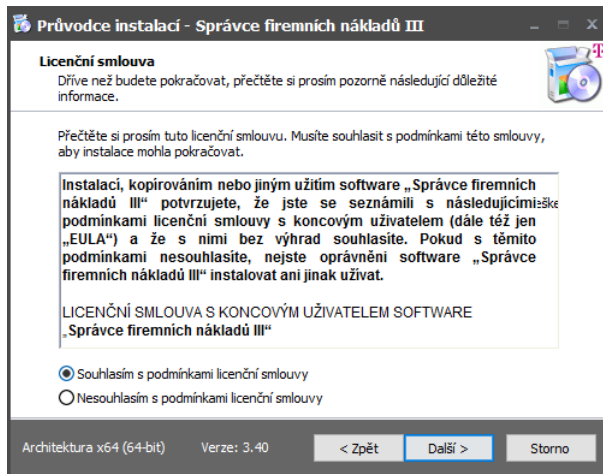 Průvodce instalací - Správce firemních nákladů III
Licenční smlouva
Dříve než budete pokračovat, přečtěte si prosím pozorně následující důležité
informace.
Přečtěte si prosím tuto licenční smlouvu. Musíte souhlasit s podmínkami této smlouvy,
aby instalace mohla pokračovat.
Instalací, kopírováním nebo jiným užitím software „Správce firemních
nákladů III“ potvrzujete, že jste se seznámili s následujícími
podmínkami licenční smlouvy s koncovým uživatelem (dále též jen
„EULA“) a že s nimi bez výhrad souhlasíte. Pokud s těmito
podmínkami nesouhlasíte, nejste oprávněni software „Správce
firemních nákladů III“ instalovat ani jinak užívat.
LICENČNÍ SMLOUVA S KONCOVÝM UŽIVATELEM SOFTWARE
„Správce firemních nákladů III“
Souhlasím s podmínkami licenční smlouvy
Nesouhlasím s podmínkami licenční smlouvy
Architektura x64 (64-bit) Verze: 3.40 < Zpět Další > Storno